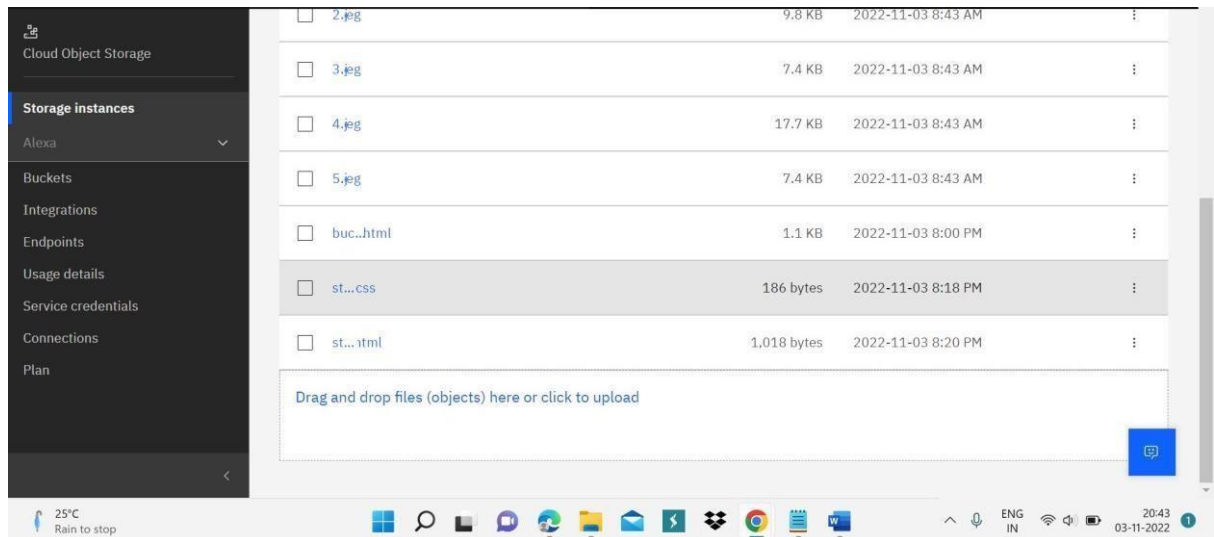 Cloud Object Storage
Storage instances
Alexa
Buckets
Integrations
Endpoints
Usage details
Service credentials
Connections
Plan
2.jeg 9.8 KB 2022-11-03 8:43 AM
3.jeg 7.4 KB 2022-11-03 8:43 AM
4.jeg 17.7 KB 2022-11-03 8:43 AM
5.jeg 7.4 KB 2022-11-03 8:43 AM
buc...html 1.1 KB 2022-11-03 8:00 PM
st...css 186 bytes 2022-11-03 8:18 PM
st... 1,018 bytes 2022-11-03 8:20 PM
Drag and drop files (objects) here or click to upload
25°C
Rain to stop
ENG
IN
20:43
03-11-2022
1